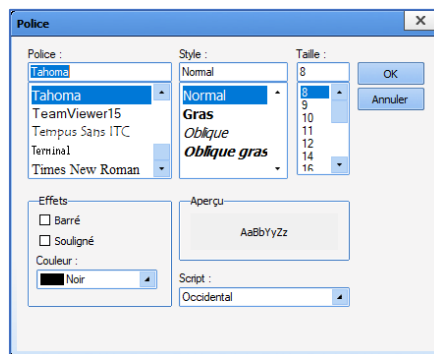 Police
Police :
Style :
Taille :
Tahoma
Normal
8
OK
Annuler
Tahoma
TeamViewer15
Tempus Sans ITC
Terminal
Times New Roman
Normal
Gras
Oblique
Oblique gras
8
9
10
11
12
14
16
Effets
Barré
Souligné
Couleur :
Noir
Aperçu
AaBbYyZz
Script :
Occidental